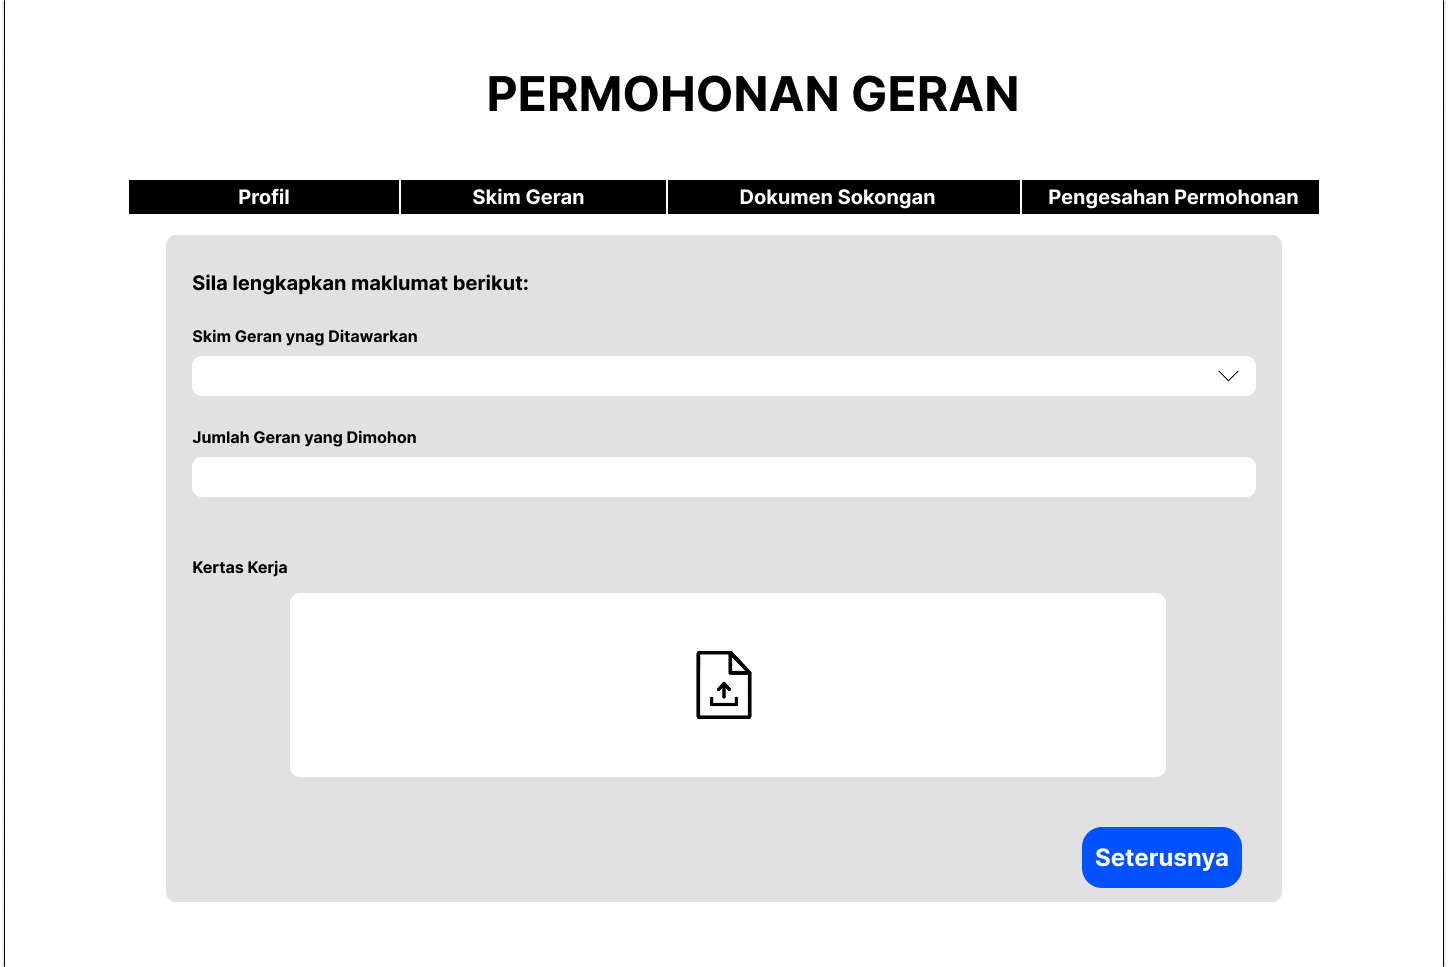 PERMOHONAN GERAN
Profil
Skim Geran
Dokumen Sokongan
Pengesahan Permohonan
Sila lengkapkan maklumat berikut:
Skim Geran ynag Ditawarkan
Jumlah Geran yang Dimohon
Kertas Kerja
Seterusnya